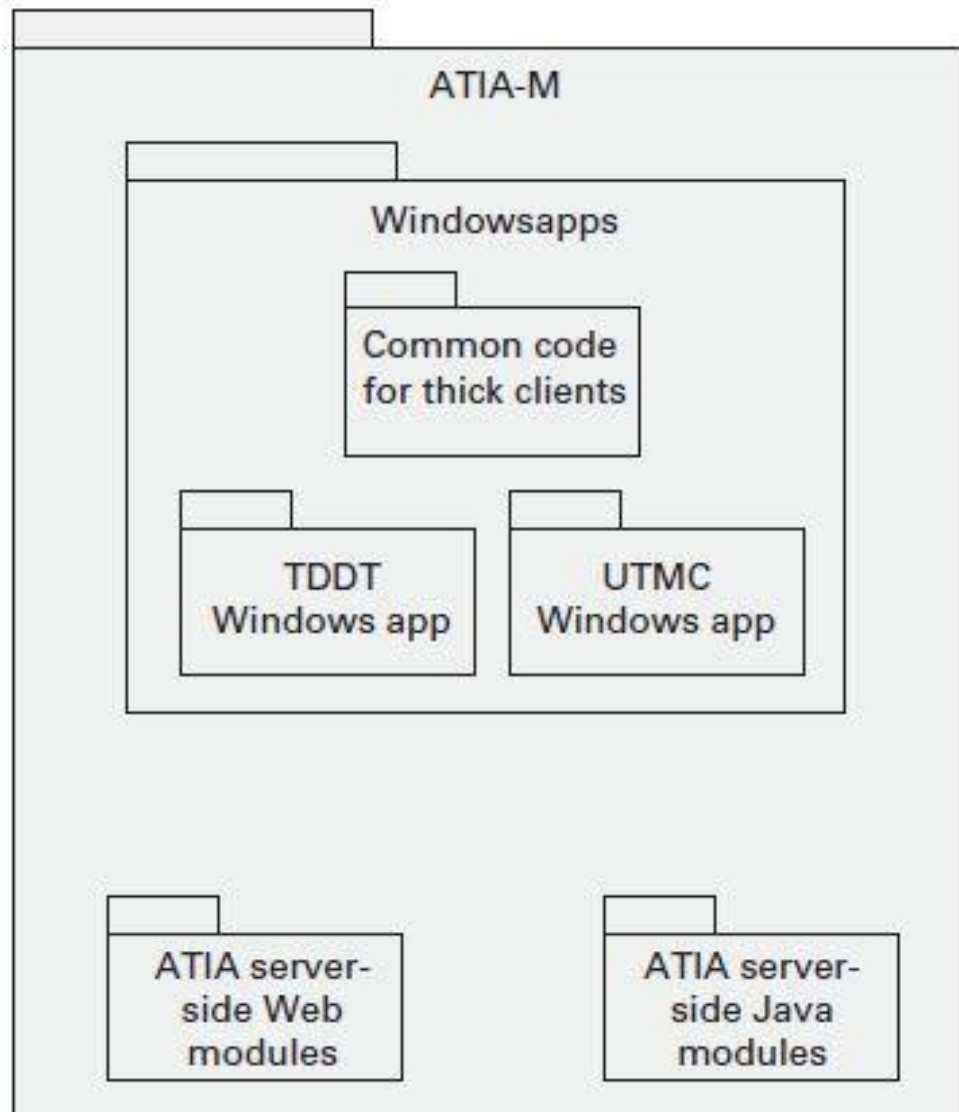 ATIA-M
Windowsapps
Common code
for thick clients
TDDT
Windows app
UTMC
Windows app
ATIA server-
side Web
modules
ATIA server-
side Java
modules